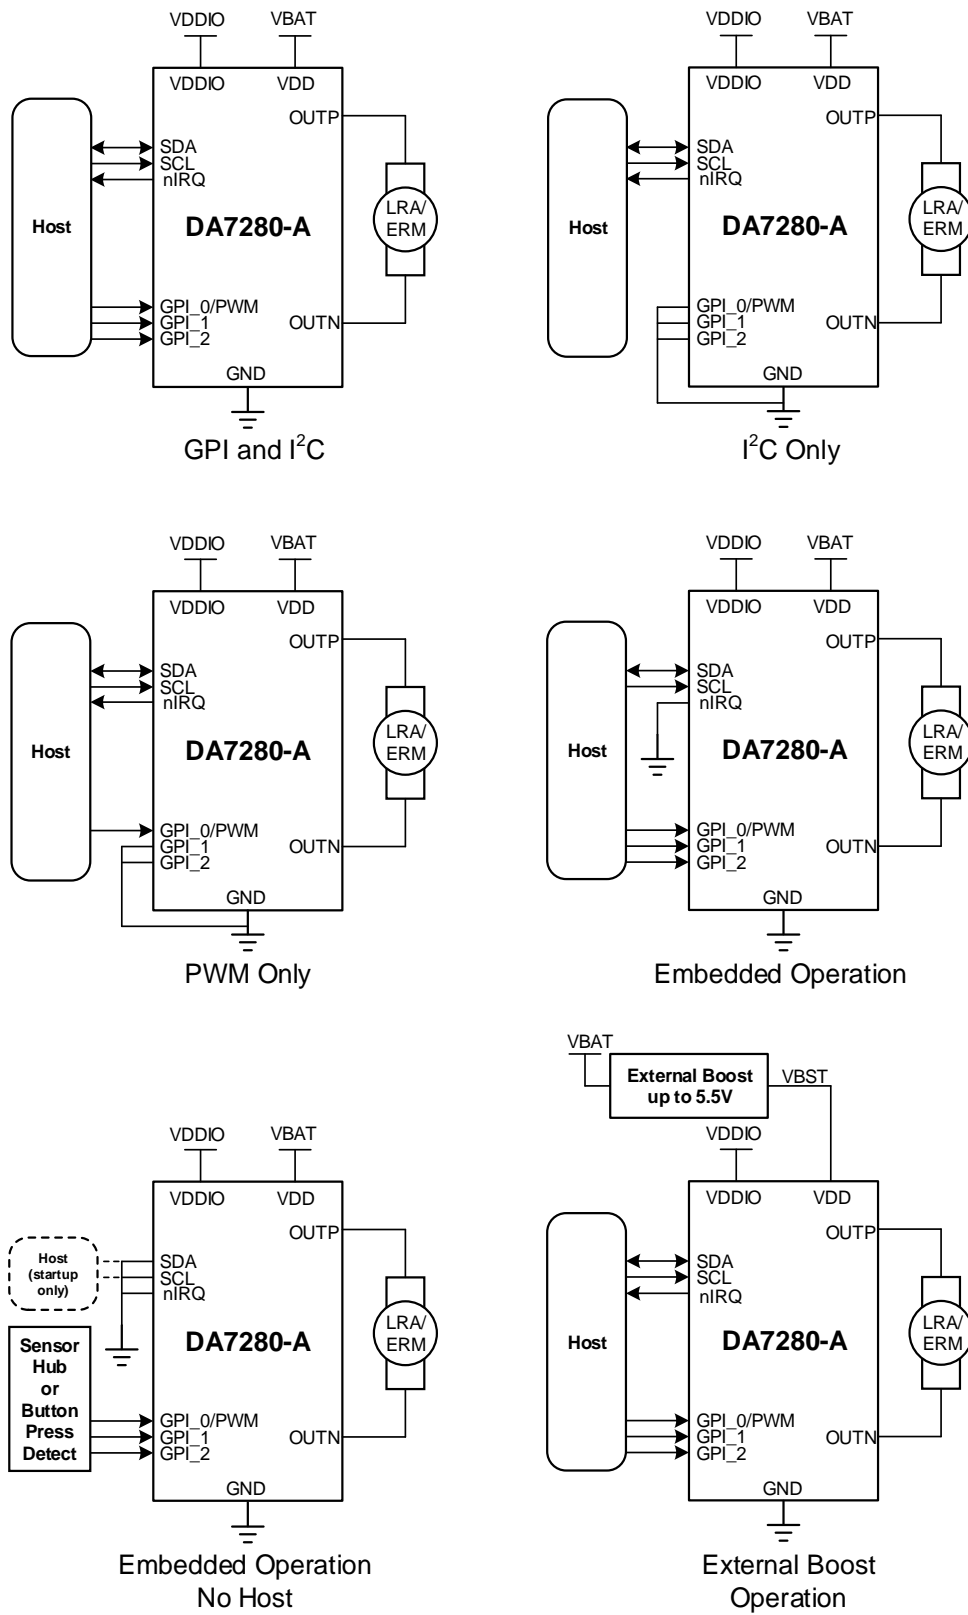 VDDIO VBAT
VDDIO VDD
OUTP
SDA
SCL
nIRQ
Host
DA7280-A
LRA/
ERM
GPI_0/PWM
GPI_1
GPI_2
OUTN
GND
GPI and I²C
VDDIO VBAT
VDDIO VDD
OUTP
SDA
SCL
nIRQ
Host
DA7280-A
LRA/
ERM
GPI_0/PWM
GPI_1
GPI_2
OUTN
GND
I²C Only
VDDIO VBAT
VDDIO VDD
OUTP
SDA
SCL
nIRQ
Host
DA7280-A
LRA/
ERM
GPI_0/PWM
GPI_1
GPI_2
OUTN
GND
PWM Only
VDDIO VBAT
VDDIO VDD
OUTP
SDA
SCL
nIRQ
Host
DA7280-A
LRA/
ERM
GPI_0/PWM
GPI_1
GPI_2
OUTN
GND
Embedded Operation
VDDIO VBAT
VDDIO VDD
OUTP
Host
(startup
only)
SDA
SCL
nIRQ
Sensor
Hub
or
Button
Press
Detect
DA7280-A
LRA/
ERM
GPI_0/PWM
GPI_1
GPI_2
OUTN
GND
Embedded Operation
No Host
VBAT
External Boost
up to 5.5V
VBST
VDDIO
VDDIO VDD
OUTP
SDA
SCL
nIRQ
Host
DA7280-A
LRA/
ERM
GPI_0/PWM
GPI_1
GPI_2
OUTN
GND
External Boost
Operation